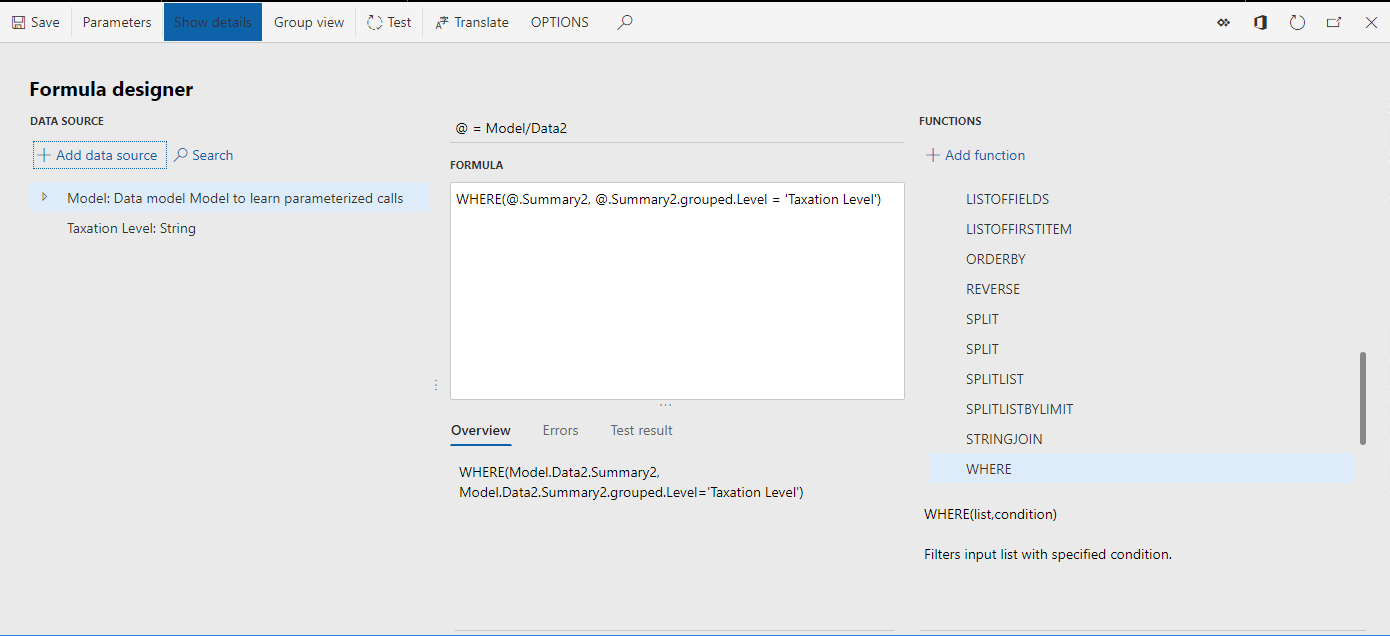 Save Parameters Show details Group view Test Translate OPTIONS
Formula designer
DATA SOURCE
Add data source Search
Model: Data model Model to learn parameterized calls
Taxation Level: String
@ = Model/Data2
FORMULA
WHERE(@.Summary2, @.Summary2.grouped.Level = 'Taxation Level')
Overview Errors Test result
WHERE(Model.Data2.Summary2,
Model.Data2.Summary2.grouped.Level='Taxation Level')
FUNCTIONS
Add function
LISTOFFIELDS
LISTOFFIRSTITEM
ORDERBY
REVERSE
SPLIT
SPLIT
SPLITLIST
SPLITLISTBYLIMIT
STRINGJOIN
WHERE
WHERE(list,condition)
Filters input list with specified condition.